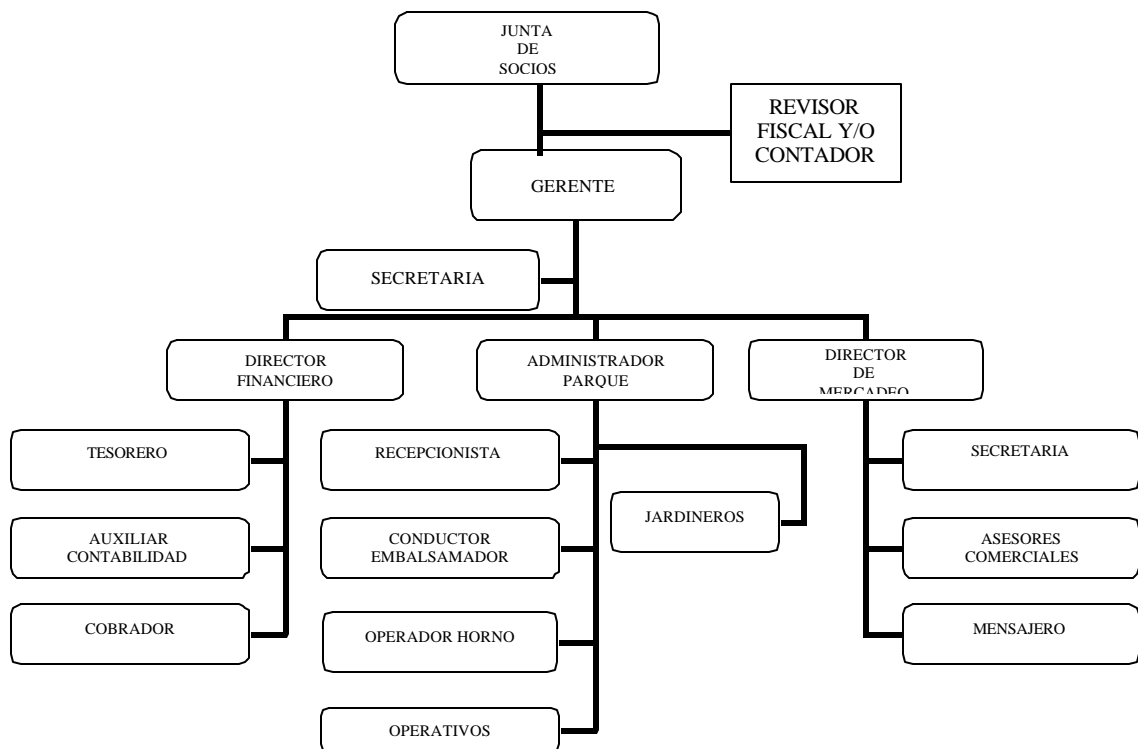 JUNTA
DE
SOCIOS
REVISOR
FISCAL Y/O
CONTADOR
GERENTE
SECRETARIA
DIRECTOR
FINANCIERO
ADMINISTRADOR
PARQUE
DIRECTOR
DE
MERCADEO
TESORERO
RECEPCIONISTA
SECRETARIA
JARDINEROS
AUXILIAR
CONTABILIDAD
CONDUCTOR
EMBALSAMADOR
ASESORES
COMERCIALES
COBRADOR
OPERADOR HORNO
MENSAJERO
OPERATIVOS